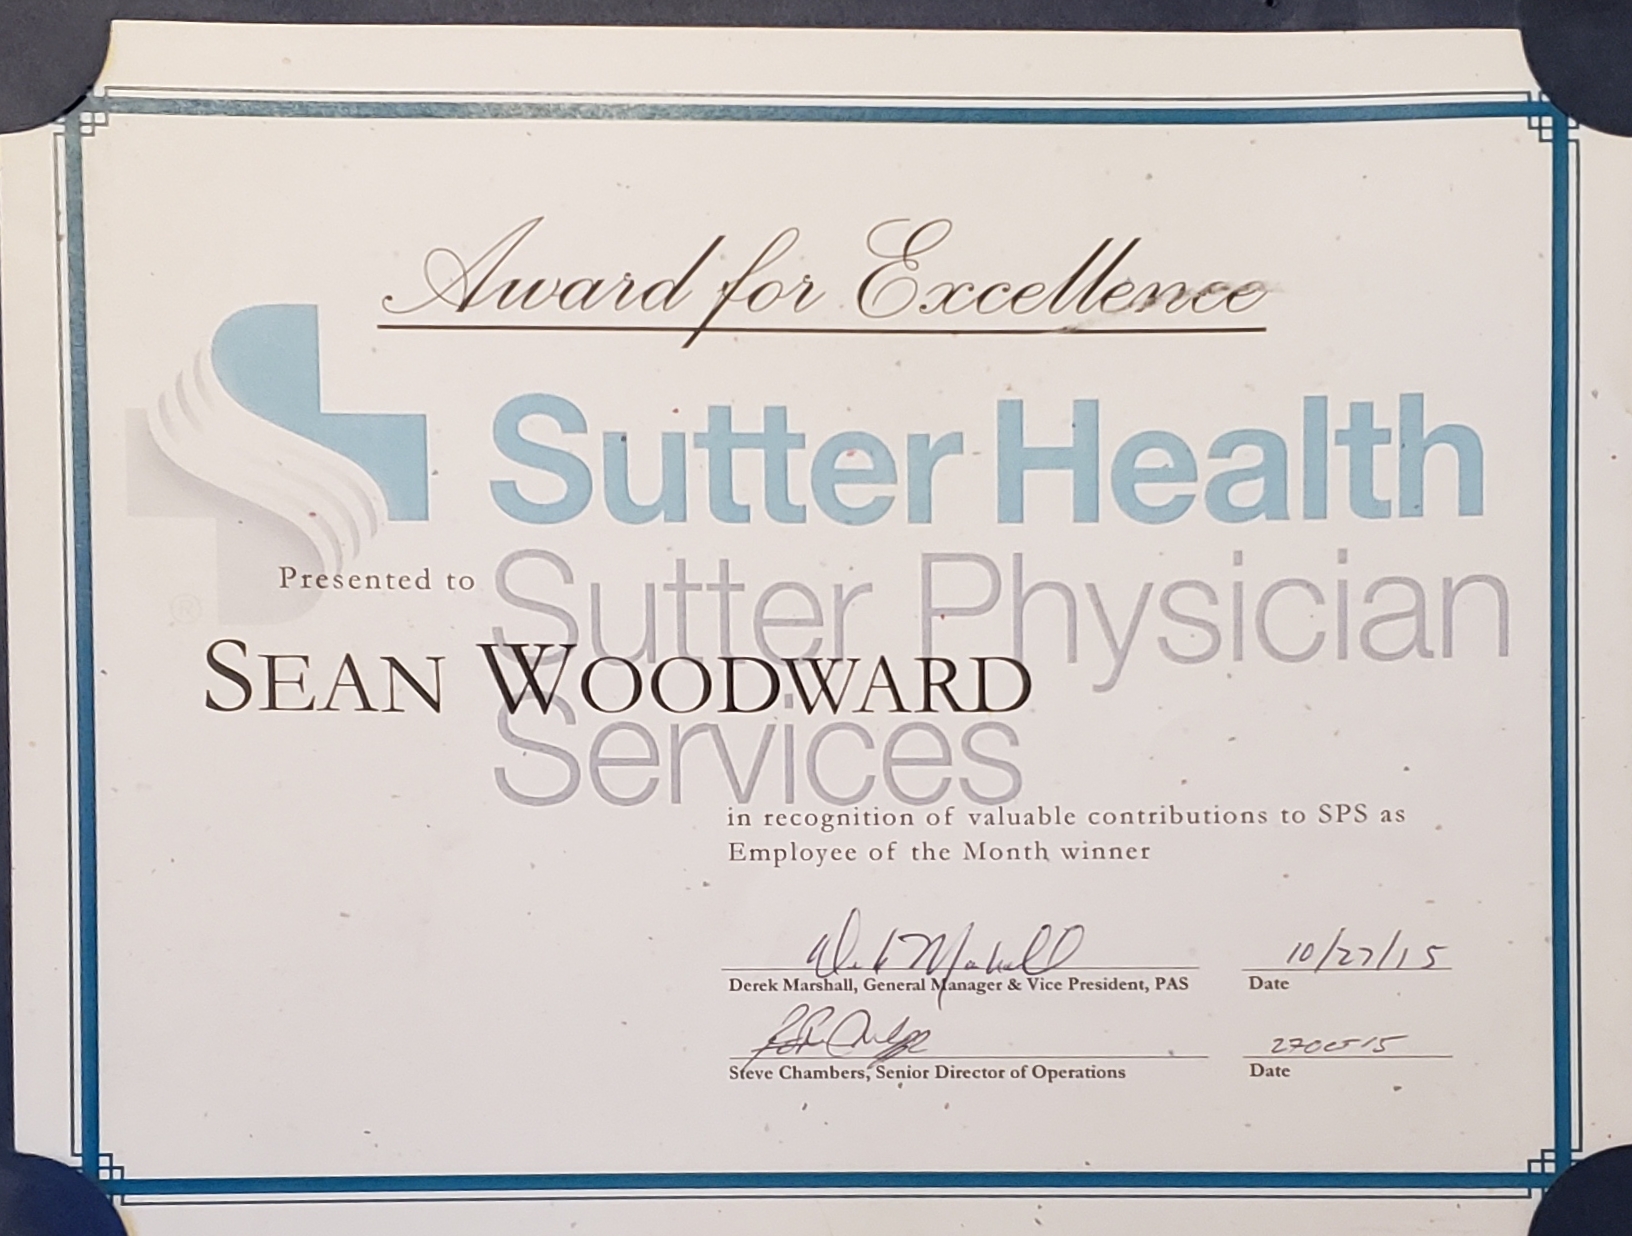 Award for Excellence
Sutter Health
Sutter Physician
Services
®
Presented to
SEAN WOODWARD
in recognition of valuable contributions to SPS as
Employee of the Month winner
10/27/15
Derek Marshall, General Manager & Vice President, PAS
Date
27Oct15
Steve Chambers, Senior Director of Operations
Date